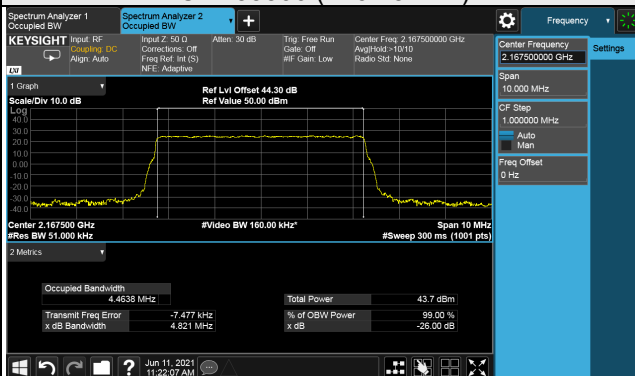 Spectrum Analyzer 1
Occupied BW
Spectrum Analyzer 2
Occupied BW
Frequency
KEYSIGHT
Input: RF
Coupling: DC
Align: Auto
Input Z: 50 Ω
Corrections: Off
Freq Ref: Int (S)
NFE: Adaptive
Atten: 30 dB
Trig: Free Run
Gate: Off
#IF Gain: Low
Center Freq: 2.167500000 GHz
Avg|Hold:>10/10
Radio Std: None
LXI
Center Frequency
2.167500000 GHz
Settings
Span
10.000 MHz
CF Step
1.000000 MHz
Auto
Man
Freq Offset
0 Hz
1 Graph
Scale/Div 10.0 dB
Ref Lvl Offset 44.30 dB
Ref Value 50.00 dBm
Log
40.0
30.0
20.0
10.0
0.00
-10.0
-20.0
-30.0
-40.0
Center 2.167500 GHz
#Res BW 51.000 kHz
#Video BW 160.00 kHz*
Span 10 MHz
#Sweep 300 ms (1001 pts)
2 Metrics
Occupied Bandwidth
4.4638 MHz
Transmit Freq Error -7.477 kHz
x dB Bandwidth 4.821 MHz
Total Power 43.7 dBm
% of OBW Power 99.00 %
x dB -26.00 dB
?
Jun 11, 2021
11:22:07 AM